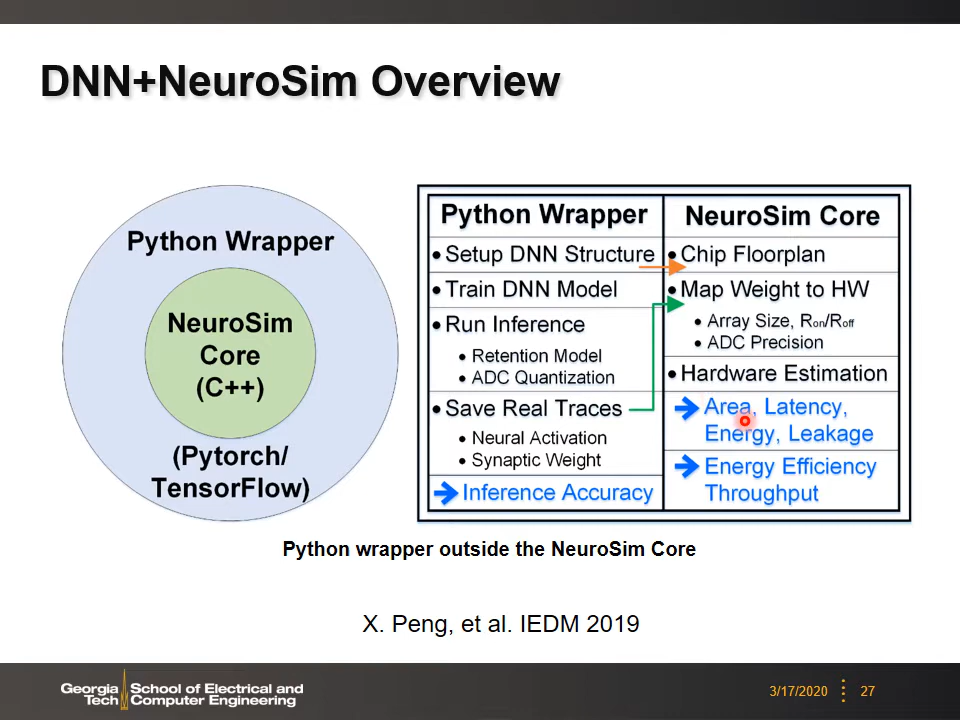 DNN+NeuroSim Overview
Python Wrapper
NeuroSim
Core
(C++)
(Pytorch/
TensorFlow)
Python Wrapper
• Setup DNN Structure
• Train DNN Model
• Run Inference
• Retention Model
• ADC Quantization
• Save Real Traces
• Neural Activation
• Synaptic Weight
Inference Accuracy
NeuroSim Core
• Chip Floorplan
• Map Weight to HW
• Array Size, Ron/Roff
• ADC Precision
• Hardware Estimation
Area, Latency,
Energy, Leakage
Energy Efficiency
Throughput
Python wrapper outside the NeuroSim Core
X. Peng, et al. IEDM 2019
Georgia Tech
School of Electrical and
Computer Engineering
3/17/2020
27